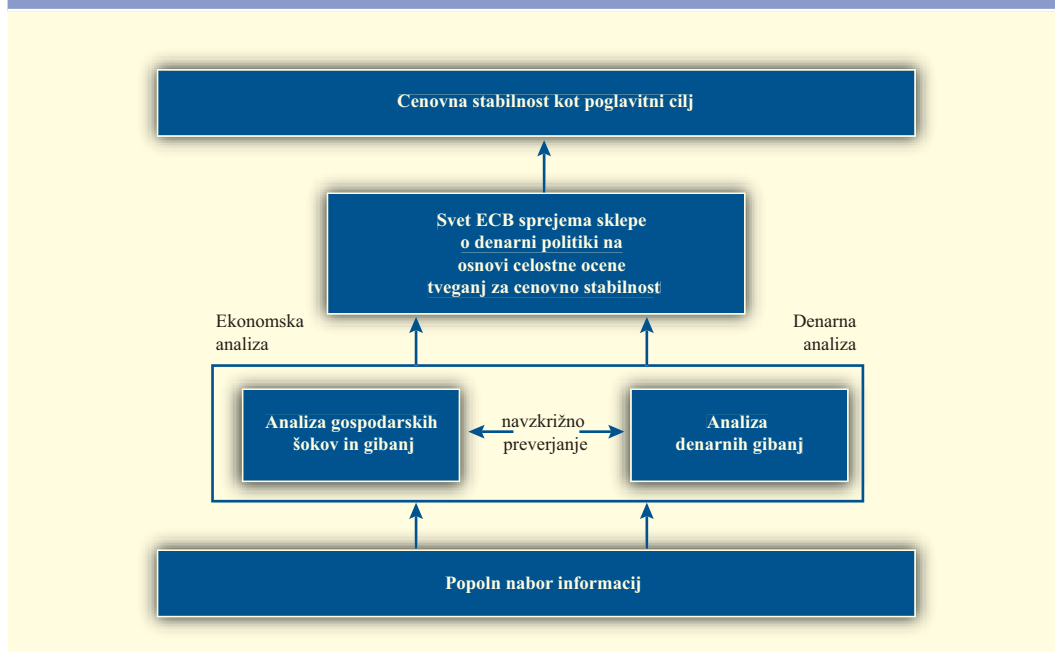 Cenovna stabilnost kot poglavitni cilj
Svet ECB sprejema sklepe
o denarni politiki na
osnovi celostne ocene
tveganj za cenovno stabilnost
Ekonomska
analiza
Denarna
analiza
Analiza gospodarskih
šokov in gibanj
navzkrižno
preverjanje
Analiza
denarnih gibanj
Popoln nabor informacij